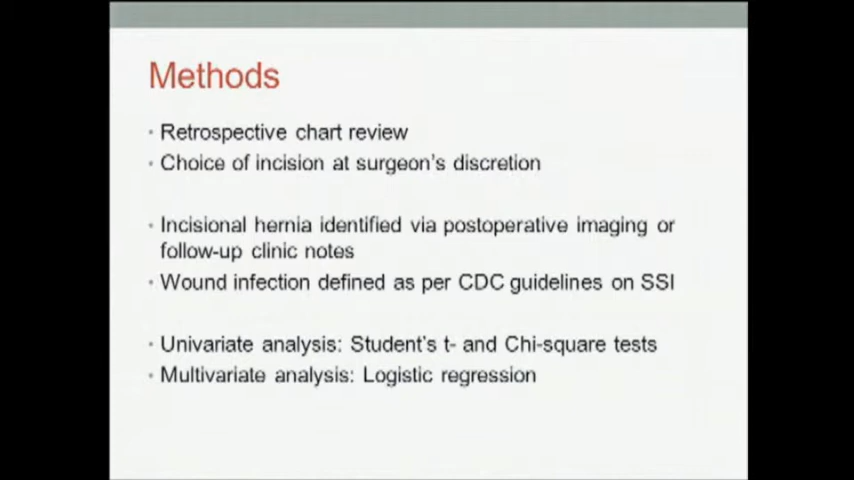 Methods
• Retrospective chart review
• Choice of incision at surgeon's discretion
• Incisional hernia identified via postoperative imaging or
follow-up clinic notes
• Wound infection defined as per CDC guidelines on SSI
• Univariate analysis: Student's t- and Chi-square tests
• Multivariate analysis: Logistic regression